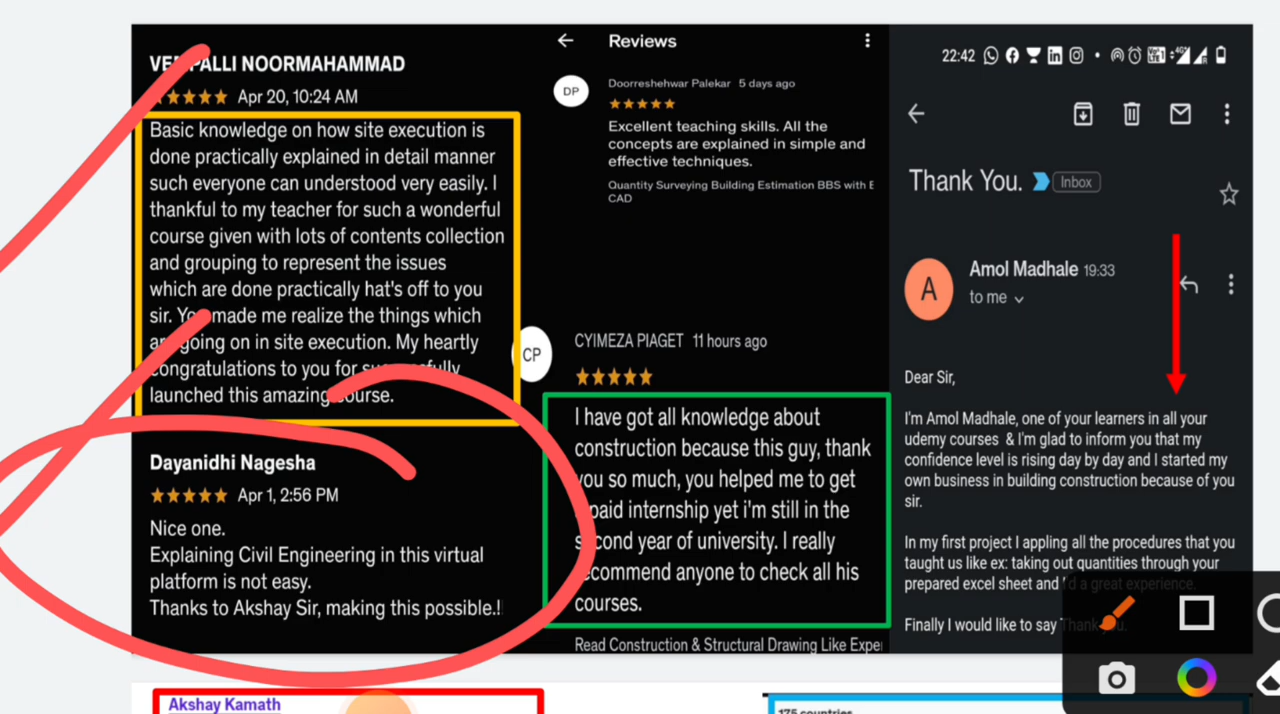 VEMPALLI NOORMAHAMMAD
Apr 20, 10:24 AM
Basic knowledge on how site execution is
done practically explained in detail manner
such everyone can understood very easily. I
thankful to my teacher for such a wonderful
course given with lots of contents collection
and grouping to represent the issues
which are done practically hat's off to you
sir. You made me realize the things which
are going on in site execution. My heartly
congratulations to you for successfully
launched this amazing course.
Dayanidhi Nagesha
Apr 1, 2:56 PM
Nice one.
Explaining Civil Engineering in this virtual
platform is not easy.
Thanks to Akshay Sir, making this possible.!
Reviews
DP
Doorreshehwar Palekar 5 days ago
Excellent teaching skills. All the
concepts are explained in simple and
effective techniques.
Quantity Surveying Building Estimation BBS with E
CAD
CP
CYIMEZA PIAGET 11 hours ago
I have got all knowledge about
construction because this guy, thank
you so much, you helped me to get
paid internship yet i'm still in the
second year of university. I really
recommend anyone to check all his
courses.
Read Construction & Structural Drawing Like Expe
22:42
Thank You. Inbox
A
Amol Madhale 19:33
to me
Dear Sir,
I'm Amol Madhale, one of your learners in all your
udemy courses & I'm glad to inform you that my
confidence level is rising day by day and I started my
own business in building construction because of you
sir.
In my first project I appling all the procedures that you
taught us like ex: taking out quantities through your
prepared excel sheet and I'd a great experience.
Finally I would like to say Thank you.
Akshay Kamath
175 countries